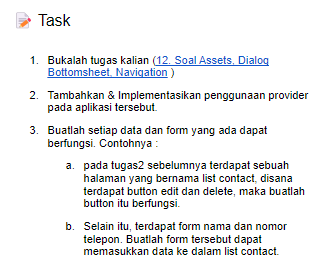 Task
1. Bukalah tugas kalian (12. Soal Assets, Dialog
Bottomsheet, Navigation )
2. Tambahkan & Implementasikan penggunaan provider
pada aplikasi tersebut.
3. Buatlah setiap data dan form yang ada dapat
berfungsi. Contohnya :
a. pada tugas2 sebelumnya terdapat sebuah
halaman yang bernama list contact, disana
terdapat button edit dan delete, maka buatlah
button itu berfungsi.
b. Selain itu, terdapat form nama dan nomor
telepon. Buatlah form tersebut dapat
memasukkan data ke dalam list contact.